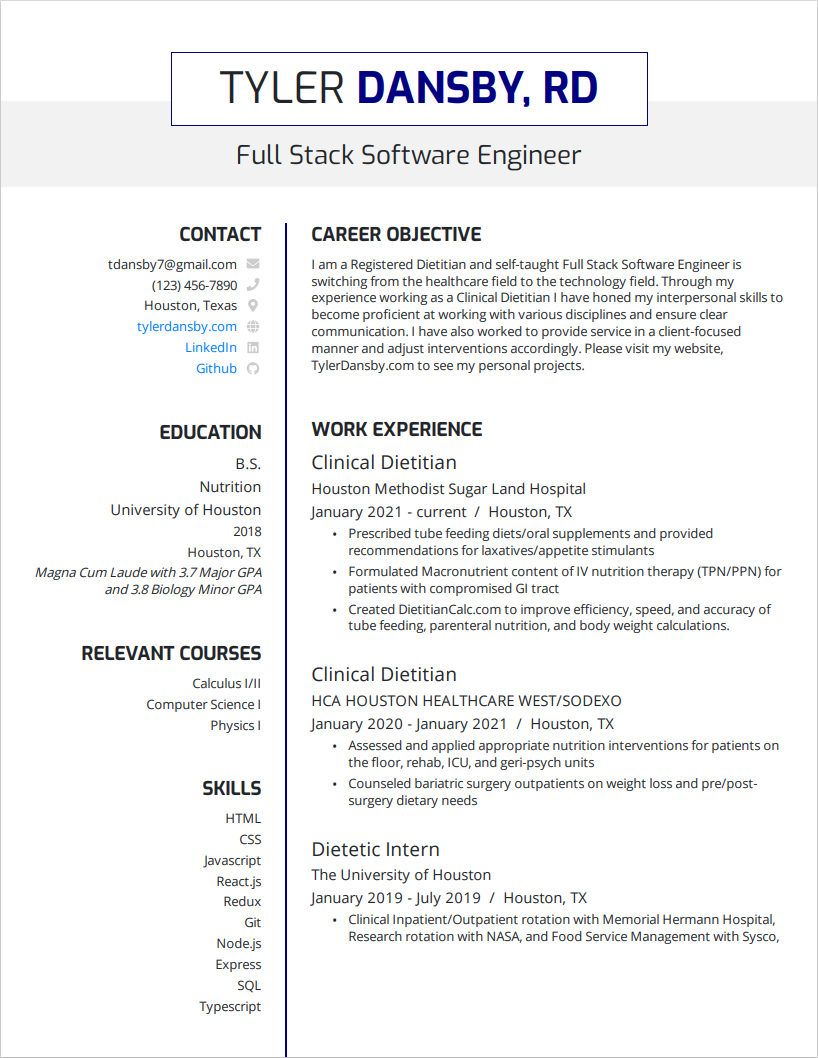 TYLER DANSBY, RD
Full Stack Software Engineer
CONTACT
tdansby7@gmail.com
(123) 456-7890
Houston, Texas
tylerdansby.com
LinkedIn
Github
EDUCATION
B.S.
Nutrition
University of Houston
2018
Houston, TX
Magna Cum Laude with 3.7 Major GPA
and 3.8 Biology Minor GPA
RELEVANT COURSES
Calculus I/II
Computer Science I
Physics I
SKILLS
HTML
CSS
Javascript
React.js
Redux
Git
Node.js
Express
SQL
Typescript
CAREER OBJECTIVE
I am a Registered Dietitian and self-taught Full Stack Software Engineer is
switching from the healthcare field to the technology field. Through my
experience working as a Clinical Dietitian I have honed my interpersonal skills to
become proficient at working with various disciplines and ensure clear
communication. I have also worked to provide service in a client-focused
manner and adjust interventions accordingly. Please visit my website,
TylerDansby.com to see my personal projects.
WORK EXPERIENCE
Clinical Dietitian
Houston Methodist Sugar Land Hospital
January 2021 - current / Houston, TX
• Prescribed tube feeding diets/oral supplements and provided
recommendations for laxatives/appetite stimulants
• Formulated Macronutrient content of IV nutrition therapy (TPN/PPN) for
patients with compromised GI tract
• Created DietitianCalc.com to improve efficiency, speed, and accuracy of
tube feeding, parenteral nutrition, and body weight calculations.
Clinical Dietitian
HCA HOUSTON HEALTHCARE WEST/SODEXO
January 2020 - January 2021 / Houston, TX
• Assessed and applied appropriate nutrition interventions for patients on
the floor, rehab, ICU, and geri-psych units
• Counseled bariatric surgery outpatients on weight loss and pre/post-
surgery dietary needs
Dietetic Intern
The University of Houston
January 2019 - July 2019 / Houston, TX
• Clinical Inpatient/Outpatient rotation with Memorial Hermann Hospital,
Research rotation with NASA, and Food Service Management with Sysco,